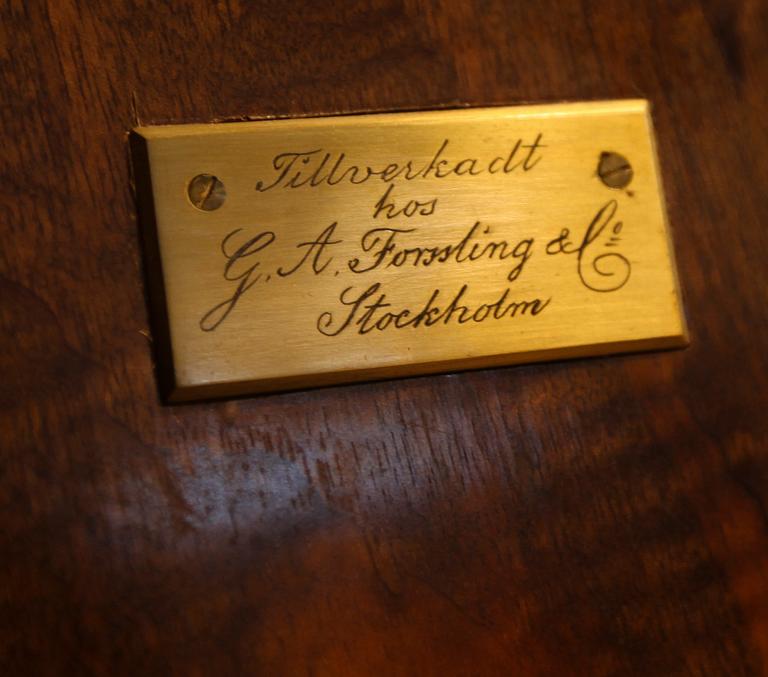 Tillverkadt
hos
G. A. Forssling & Co
Stockholm